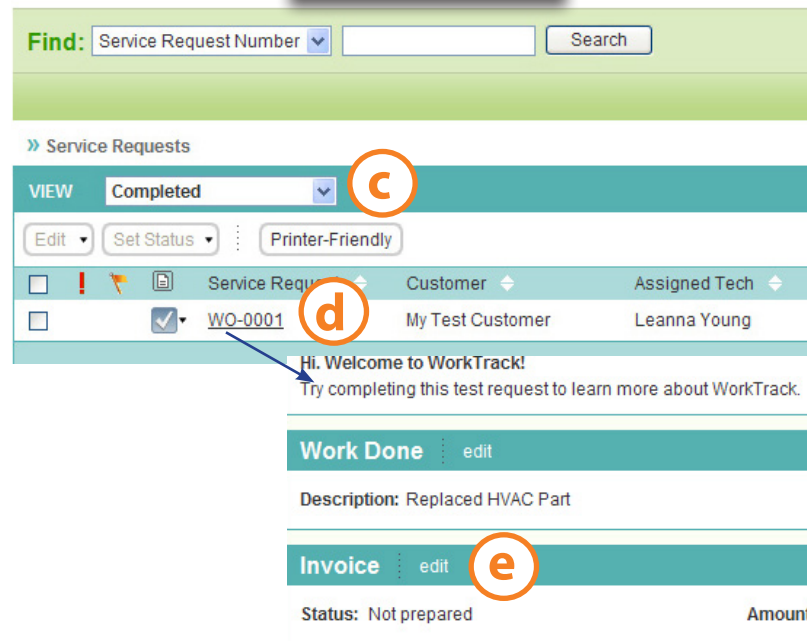 Find: Service Request Number Search
» Service Requests
VIEW Completed c
Edit Set Status Printer-Friendly
! Service Customer Assigned Tech
WO-0001 d My Test Customer Leanna Young
Hi. Welcome to WorkTrack!
Try completing this test request to learn more about WorkTrack.
Work Done edit
Description: Replaced HVAC Part
Invoice edit e
Status: Not prepared Amount